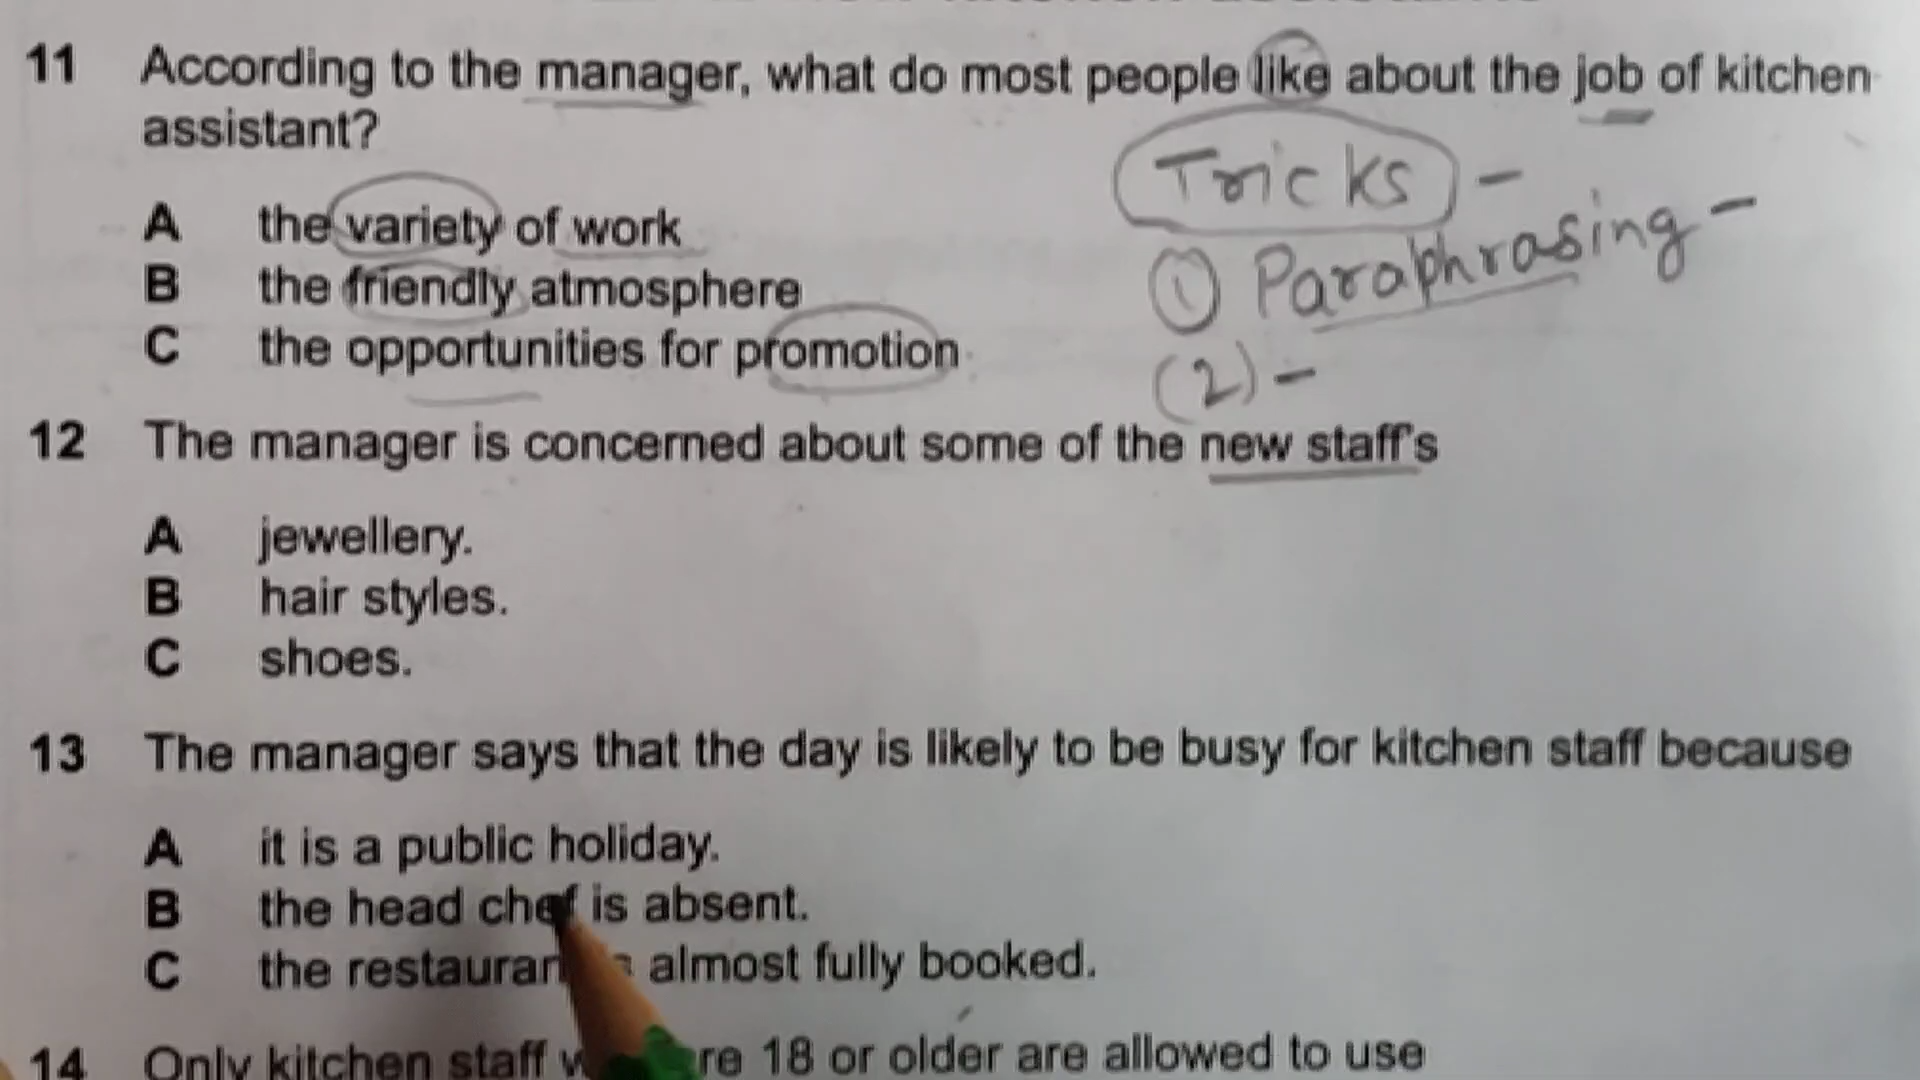 11 According to the manager, what do most people like about the job of kitchen
assistant?
Tricks -
A the variety of work
① Paraphrasing -
B the friendly atmosphere
C the opportunities for promotion
(2) -
12 The manager is concerned about some of the new staff's
A jewellery.
B hair styles.
C shoes.
13 The manager says that the day is likely to be busy for kitchen staff because
A it is a public holiday.
B the head chef is absent.
C the restaurant almost fully booked.
14 Only kitchen staff 18 or older are allowed to use